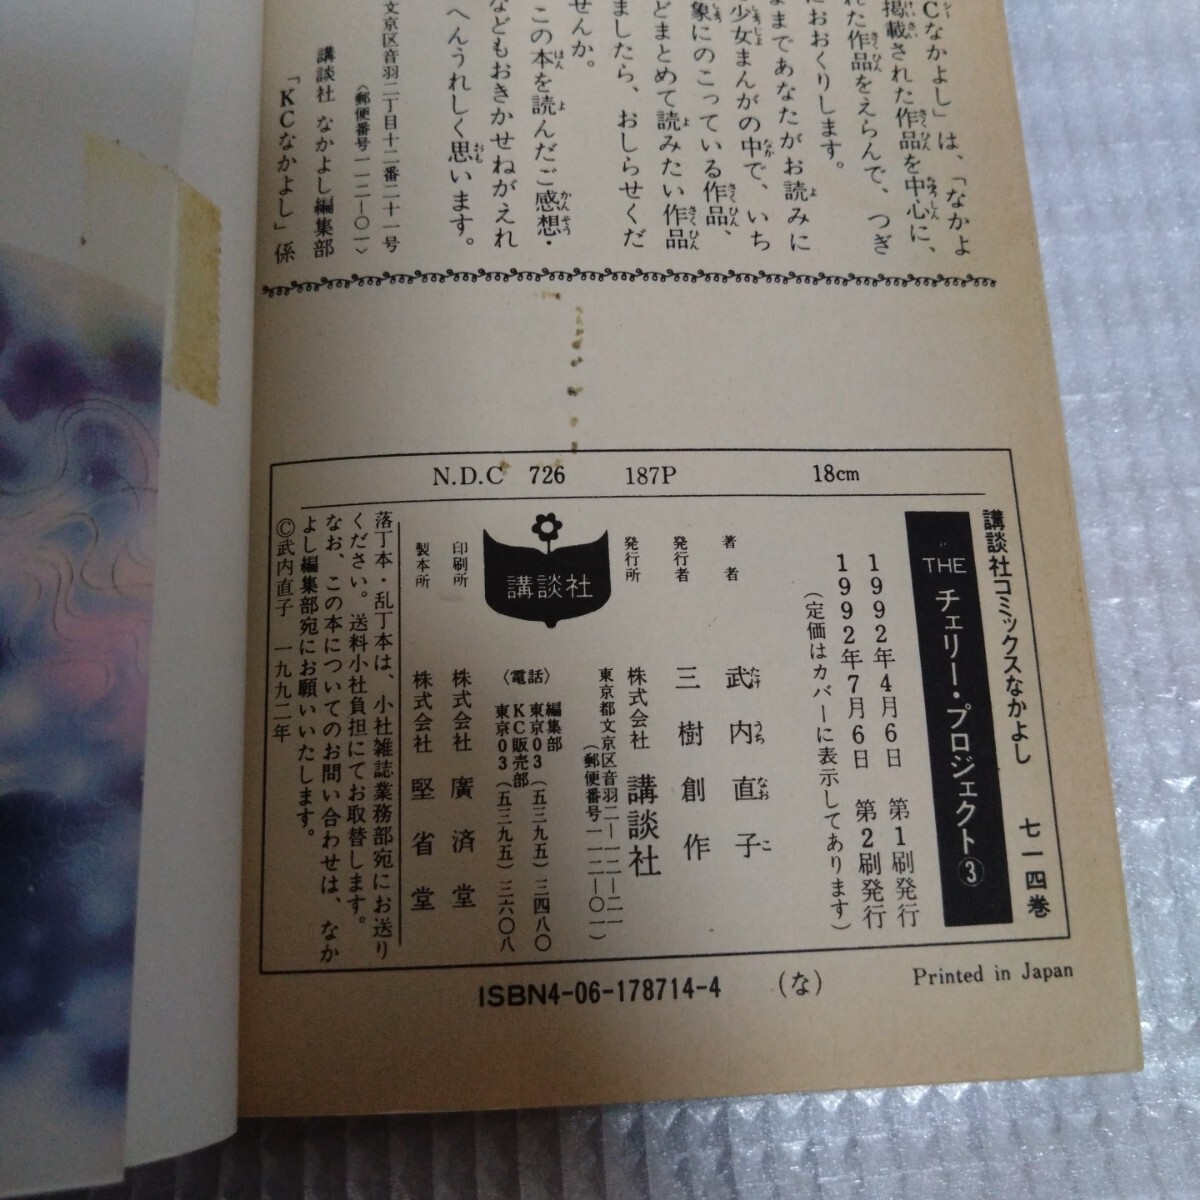 Cなかよし」は、「なかよ
掲載された作品を中心に、
れた作品をえらんで、つぎ
におおくりします。
ままであなたがお読みに
少女まんがの中で、いち
象にのこっている作品、
どまとめて読みたい作品
ましたら、おしらせくだ
せんか。
この本を読んだご感想・
などもおきかせねがえれ
へんうれしく思います。
文京区音羽二丁目十二番二十一号
〈郵便番号一一二−〇一〉
講談社 なかよし編集部
「KCなかよし」係
N.D.C 726 187P 18cm
講談社コミックスなかよし 七一四巻
THE チェリー・プロジェクト③
1992年4月6日 第1刷発行
1992年7月6日 第2刷発行
(定価はカバーに表示してあります)
著者 武内直子
発行者 三樹創作
発行所 株式会社 講談社
東京都文京区音羽二−一二−二一
(郵便番号一一二−〇一)
〈電話〉
編集部
東京03(五三九五)三四八〇
KC販売部
東京03(五三九五)三六〇八
講談社
印刷所 株式会社 廣済堂
製本所 株式会社 堅省堂
落丁本・乱丁本は、小社雑誌業務部宛にお送り
ください。送料小社負担にてお取替します。
なお、この本についてのお問い合わせは、なか
よし編集部宛にお願いいたします。
©武内直子 一九九二年
ISBN4-06-178714-4 (な)
Printed in Japan